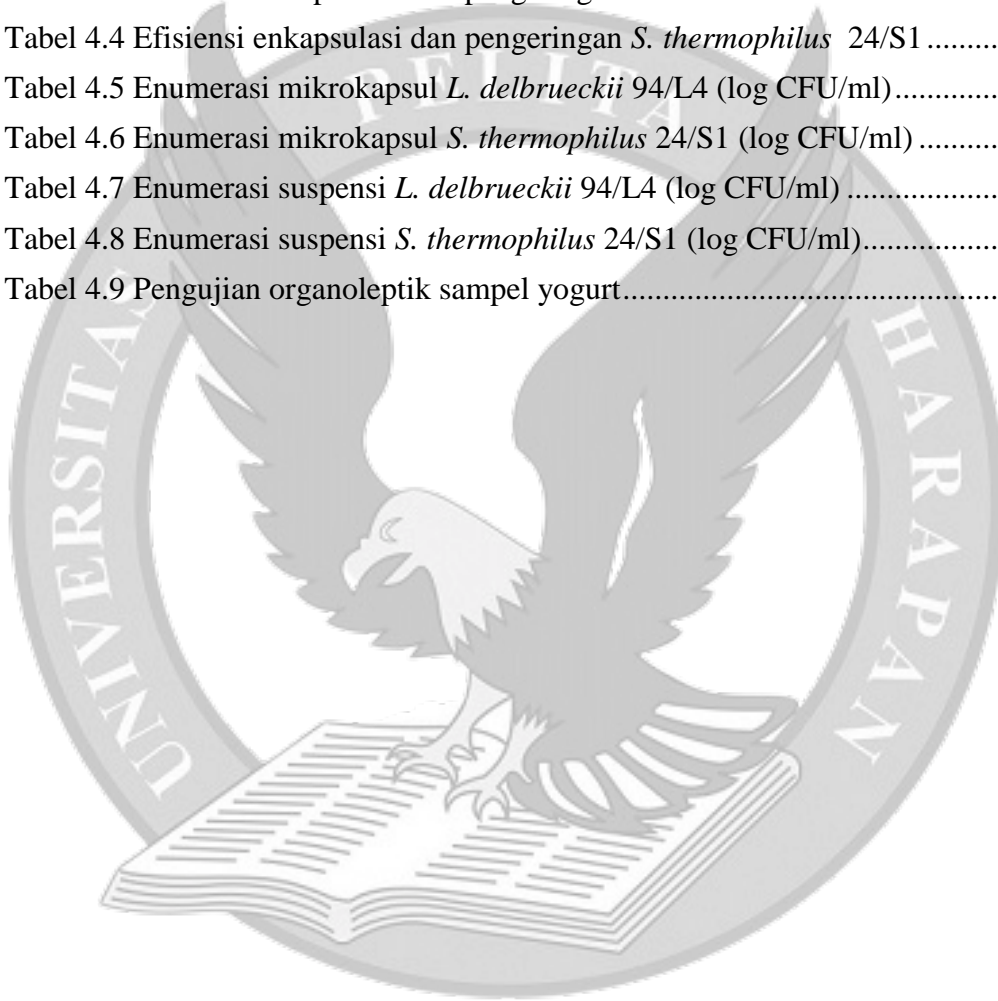 Tabel 4.4 Efisiensi enkapsulasi dan pengeringan S. thermophilus 24/S1.........
Tabel 4.5 Enumerasi mikrokapsul L. delbrueckii 94/L4 (log CFU/ml).............
Tabel 4.6 Enumerasi mikrokapsul S. thermophilus 24/S1 (log CFU/ml)..........
Tabel 4.7 Enumerasi suspensi L. delbrueckii 94/L4 (log CFU/ml)...................
Tabel 4.8 Enumerasi suspensi S. thermophilus 24/S1 (log CFU/ml).................
Tabel 4.9 Pengujian organoleptik sampel yogurt..............................................
UNIVERSITAS PELITA HARAPAN